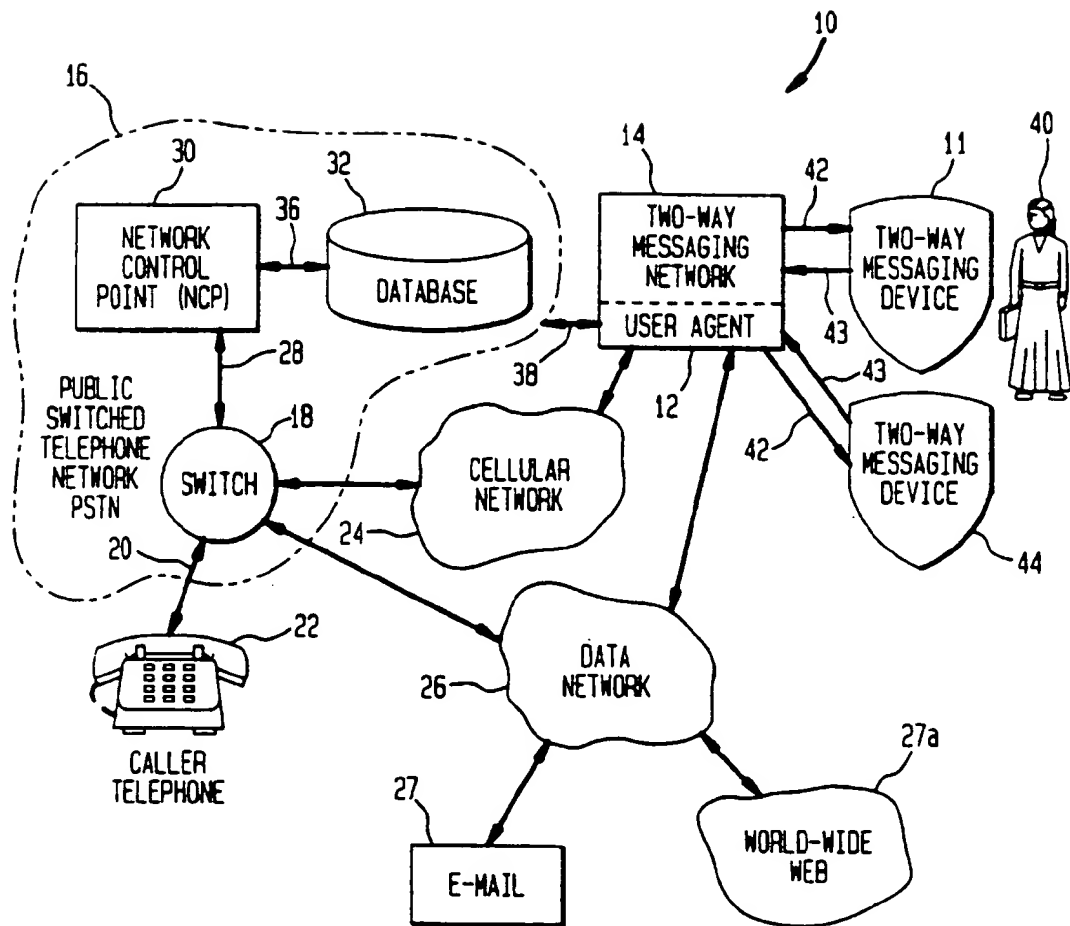 10
16
30
32
14
42
11
40
36
NETWORK
CONTROL
POINT (NCP)
DATABASE
TWO-WAY
MESSAGING
NETWORK
USER AGENT
TWO-WAY
MESSAGING
DEVICE
43
38
12
28
43
42
PUBLIC
SWITCHED
TELEPHONE
NETWORK
PSTN
18
SWITCH
CELLULAR
NETWORK
24
TWO-WAY
MESSAGING
DEVICE
44
20
22
CALLER
TELEPHONE
DATA
NETWORK
26
27
E-MAIL
27a
WORLD-WIDE
WEB